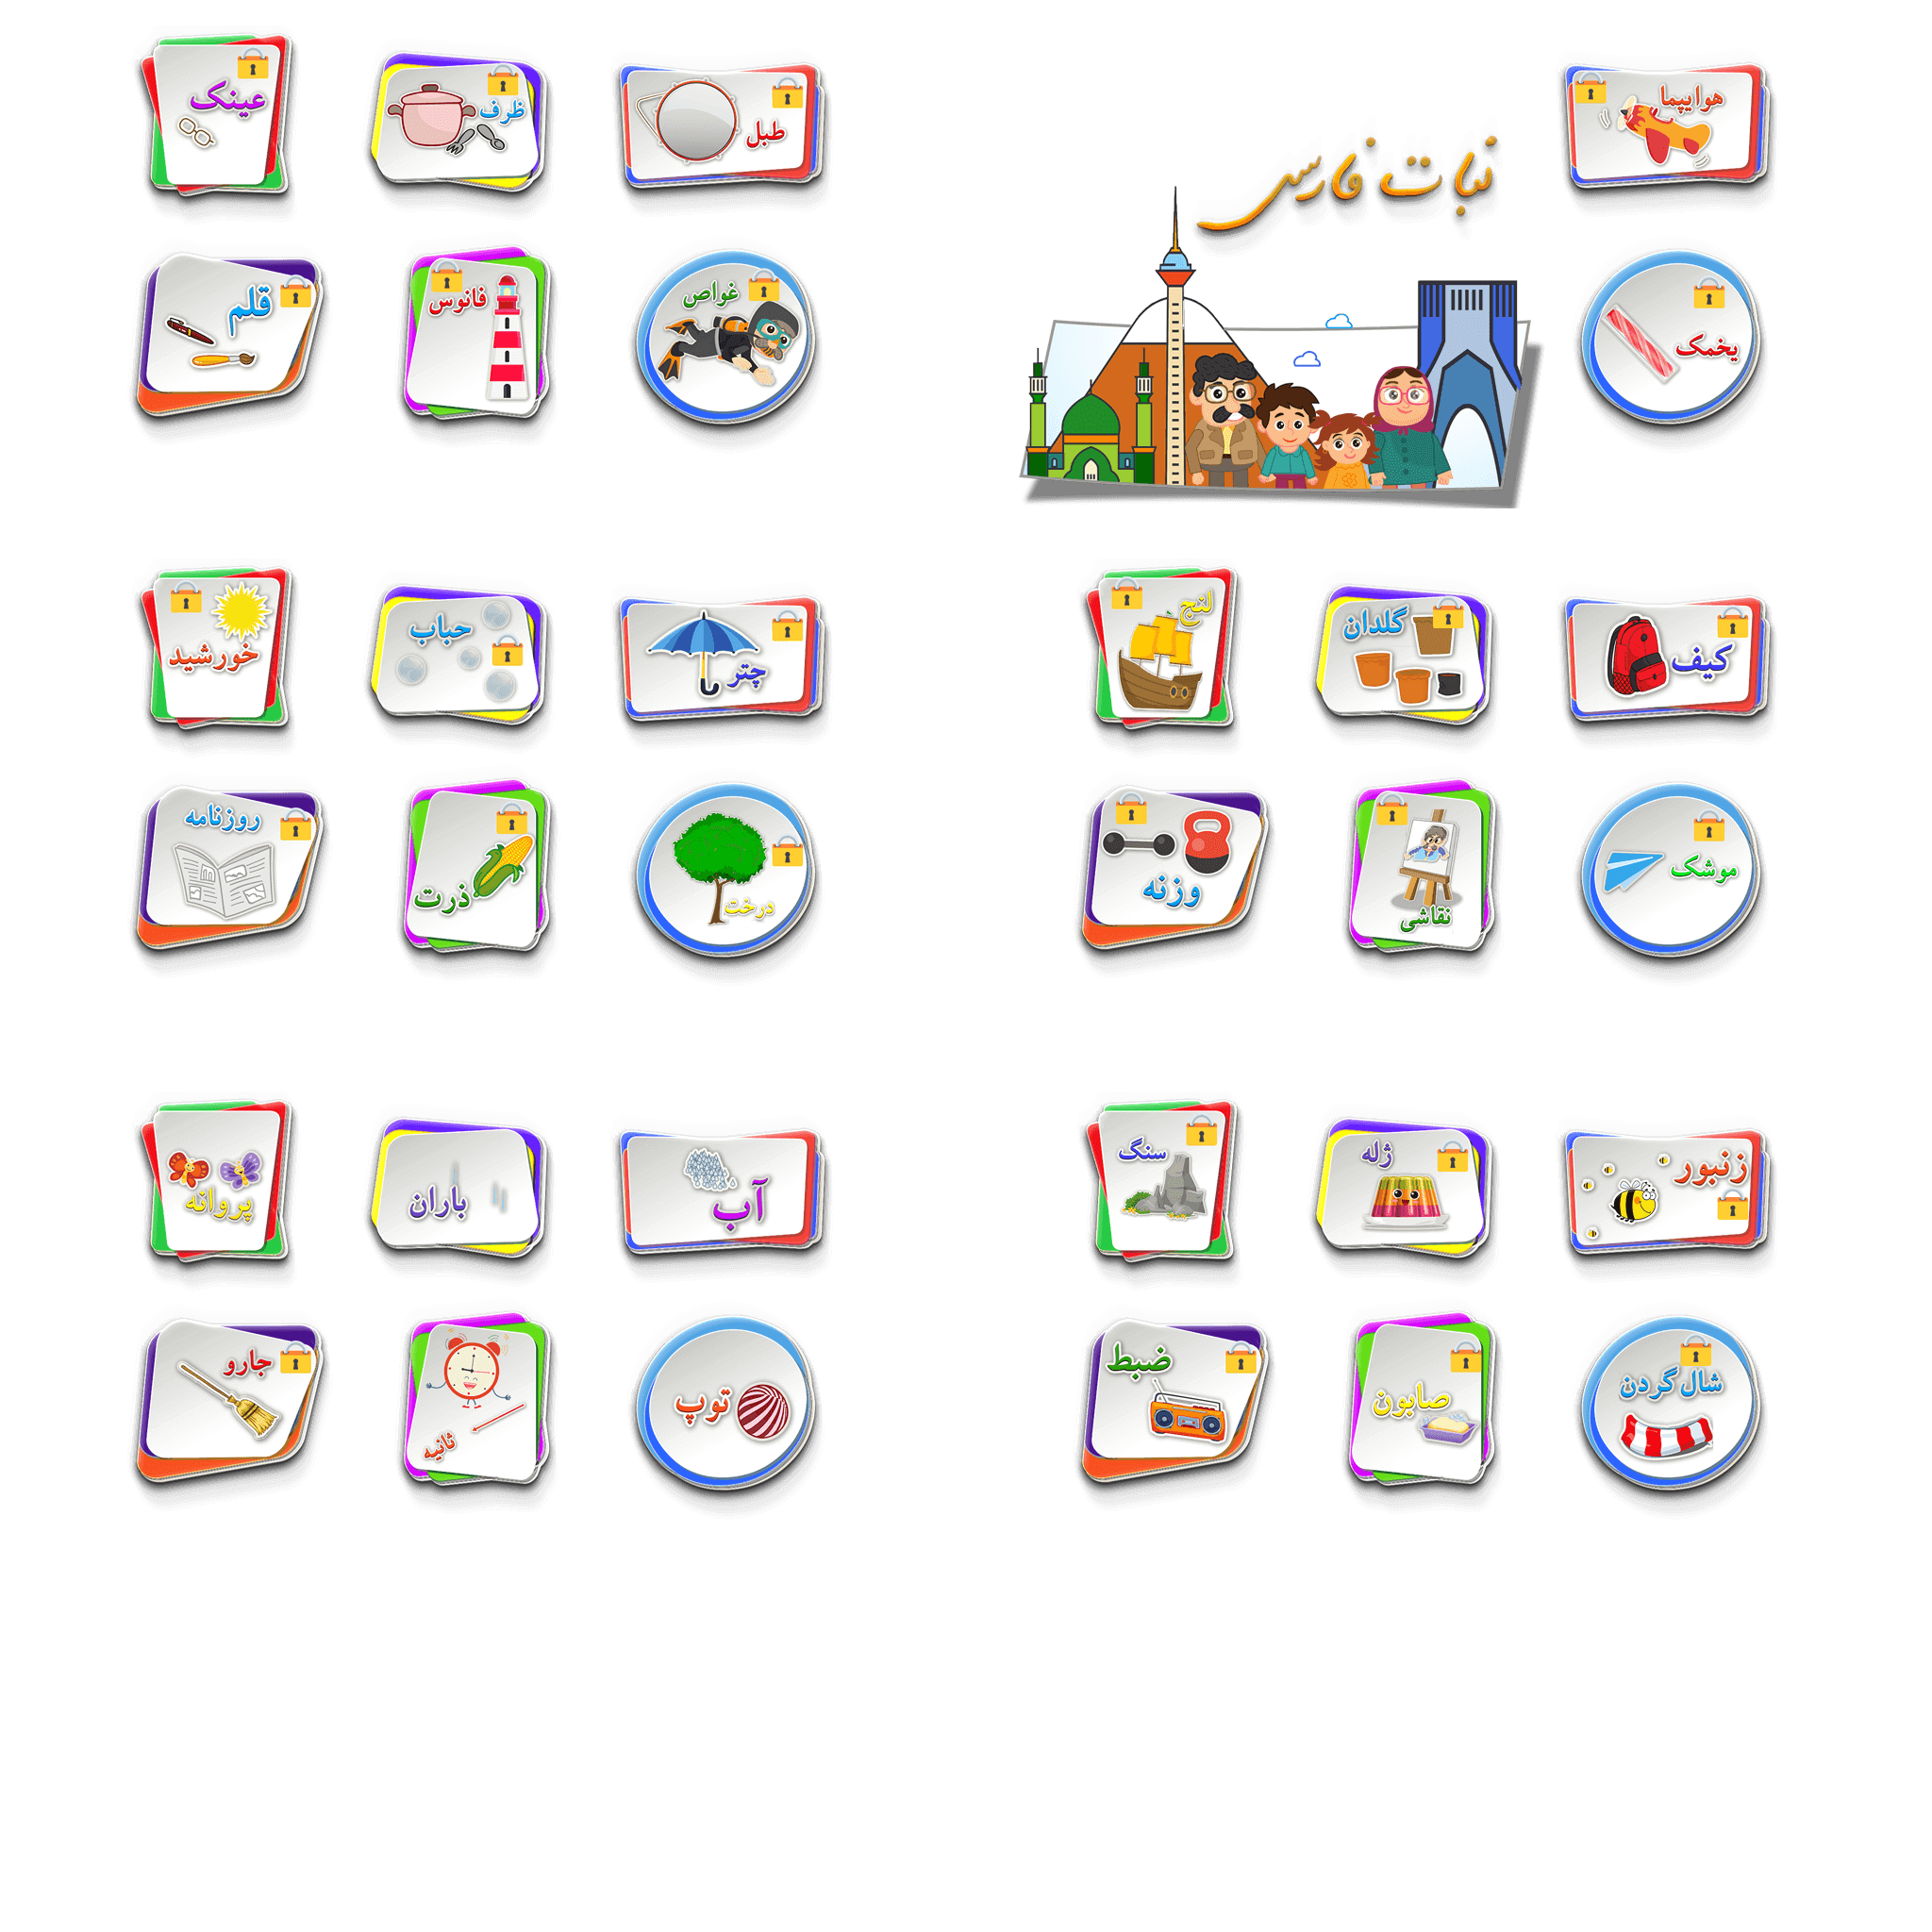 عینک
ظرف
طبل
قلم
فانوس
غواص
نبات فارسی
هواپیما
یخمک
خورشید
حباب
چتر
روزنامه
ذرت
درخت
لنج
گلدان
کیف
وزنه
نقاشی
موشک
پروانه
باران
آب
جارو
ثانیه
توپ
سنگ
ژله
زنبور
ضبط
صابون
شال گردن